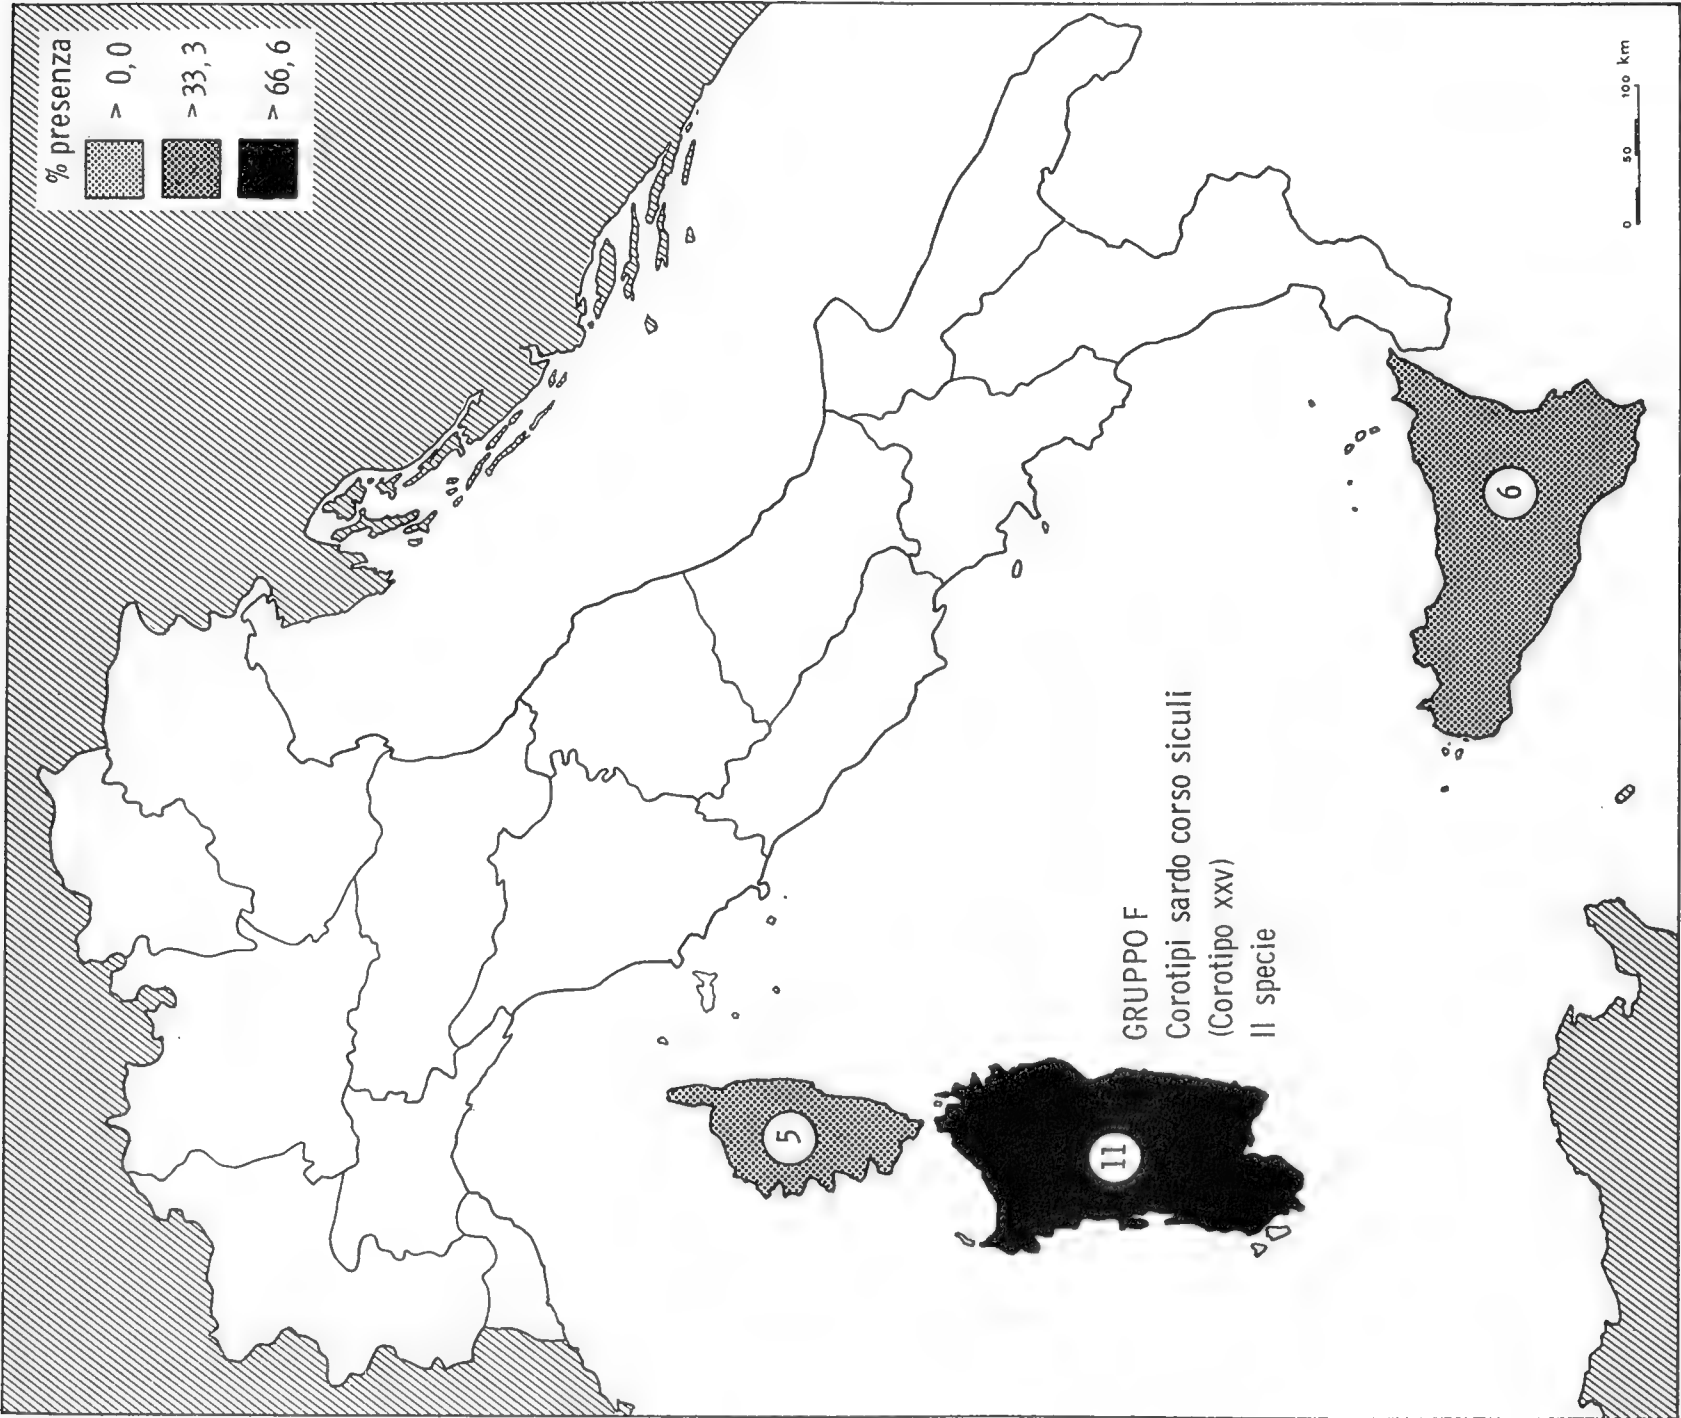 % presenza
> 0,0
> 33,3
> 66,6
5
11
6
GRUPPO F
Corotipi sardo corso siculi
(Corotipo xxv)
11 specie
0 50 100 km